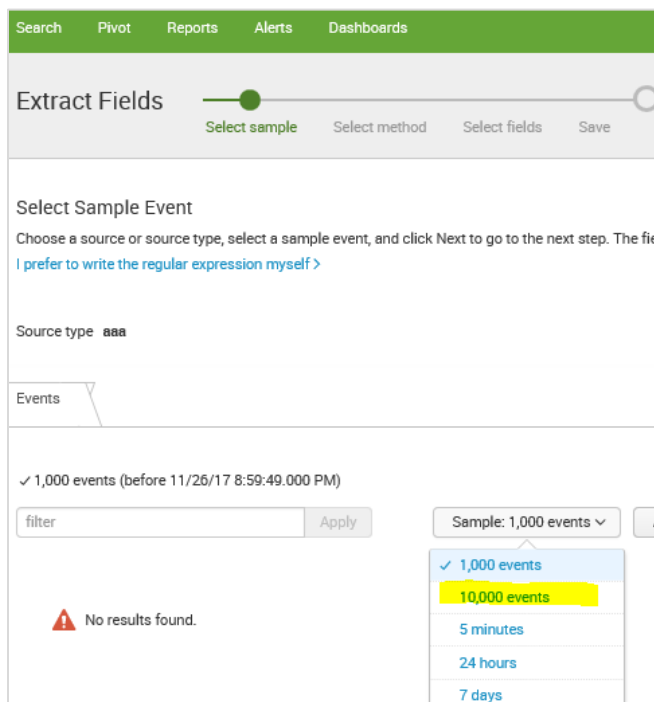 Search Pivot Reports Alerts Dashboards
Extract Fields
Select sample Select method Select fields Save
Select Sample Event
Choose a source or source type, select a sample event, and click Next to go to the next step. The
I prefer to write the regular expression myself >
Source type aaa
Events
✓ 1,000 events (before 11/26/17 8:59:49.000 PM)
filter Apply Sample: 1,000 events
✓ 1,000 events
10,000 events
No results found.
5 minutes
24 hours
7 days